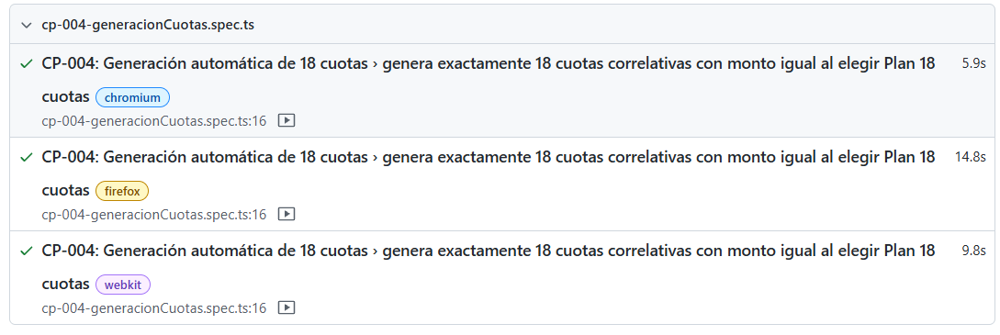 cp-004-generacionCuotas.spec.ts
CP-004: Generación automática de 18 cuotas › genera exactamente 18 cuotas correlativas con monto igual al elegir Plan 18 5.9s
cuotas chromium
cp-004-generacionCuotas.spec.ts:16
CP-004: Generación automática de 18 cuotas › genera exactamente 18 cuotas correlativas con monto igual al elegir Plan 18 14.8s
cuotas firefox
cp-004-generacionCuotas.spec.ts:16
CP-004: Generación automática de 18 cuotas › genera exactamente 18 cuotas correlativas con monto igual al elegir Plan 18 9.8s
cuotas webkit
cp-004-generacionCuotas.spec.ts:16